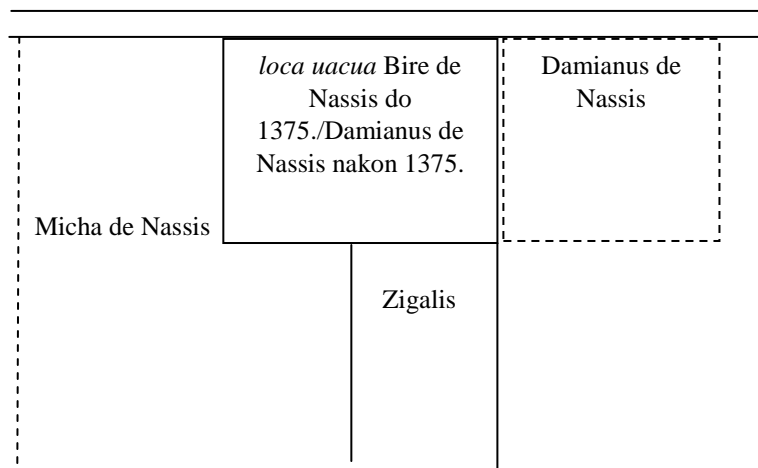 loca uacua Bire de
Nassis do
1375./Damianus de
Nassis nakon 1375.
Damianus de
Nassis
Micha de Nassis
Zigalis